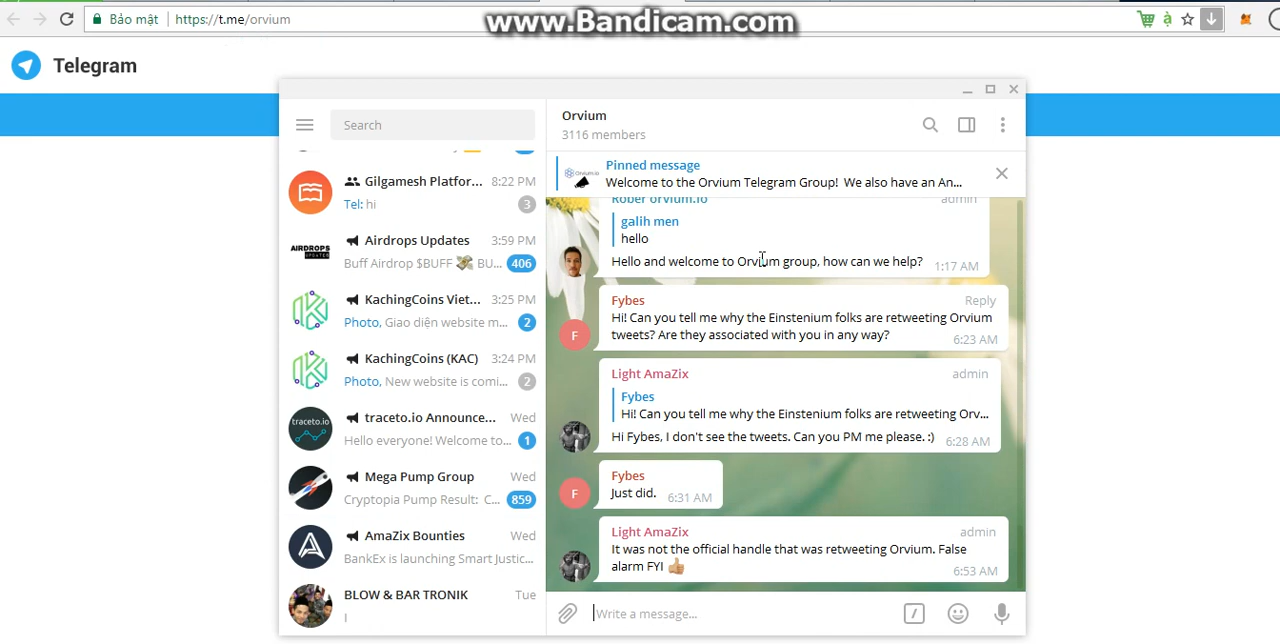 Bảo mật
https://t.me/orvium
www.Bandicam.com
Telegram
Search
Gilgamesh Platfor... 8:22 PM
Tel: hi 3
AIRDROPS UPDATES
Airdrops Updates 3:59 PM
Buff Airdrop $BUFF 💸 BU... 406
KachingCoins Viet... 3:25 PM
Photo, Giao diện website m... 2
KachingCoins (KAC) 3:24 PM
Photo, New website is comi... 2
traceto.io
traceto.io Announce... Wed
Hello everyone! Welcome to... 1
Mega Pump Group Wed
Cryptopia Pump Result: C... 859
AmaZix Bounties Wed
BankEx is launching Smart Justic...
BLOW & BAR TRONIK Tue
I
Orvium
3116 members
Orvium.io
Pinned message
Welcome to the Orvium Telegram Group! We also have an An...
Rober orvium.io admin
galih men
hello
Hello and welcome to Orvium group, how can we help? 1:17 AM
Fybes Reply
Hi! Can you tell me why the Einstenium folks are retweeting Orvium
tweets? Are they associated with you in any way? 6:23 AM
F
Light AmaZix admin
Fybes
Hi! Can you tell me why the Einstenium folks are retweeting Orv...
Hi Fybes, I don't see the tweets. Can you PM me please. :) 6:28 AM
Fybes
Just did. 6:31 AM
F
Light AmaZix admin
It was not the official handle that was retweeting Orvium. False
alarm FYI 👍🏼 6:53 AM
Write a message...